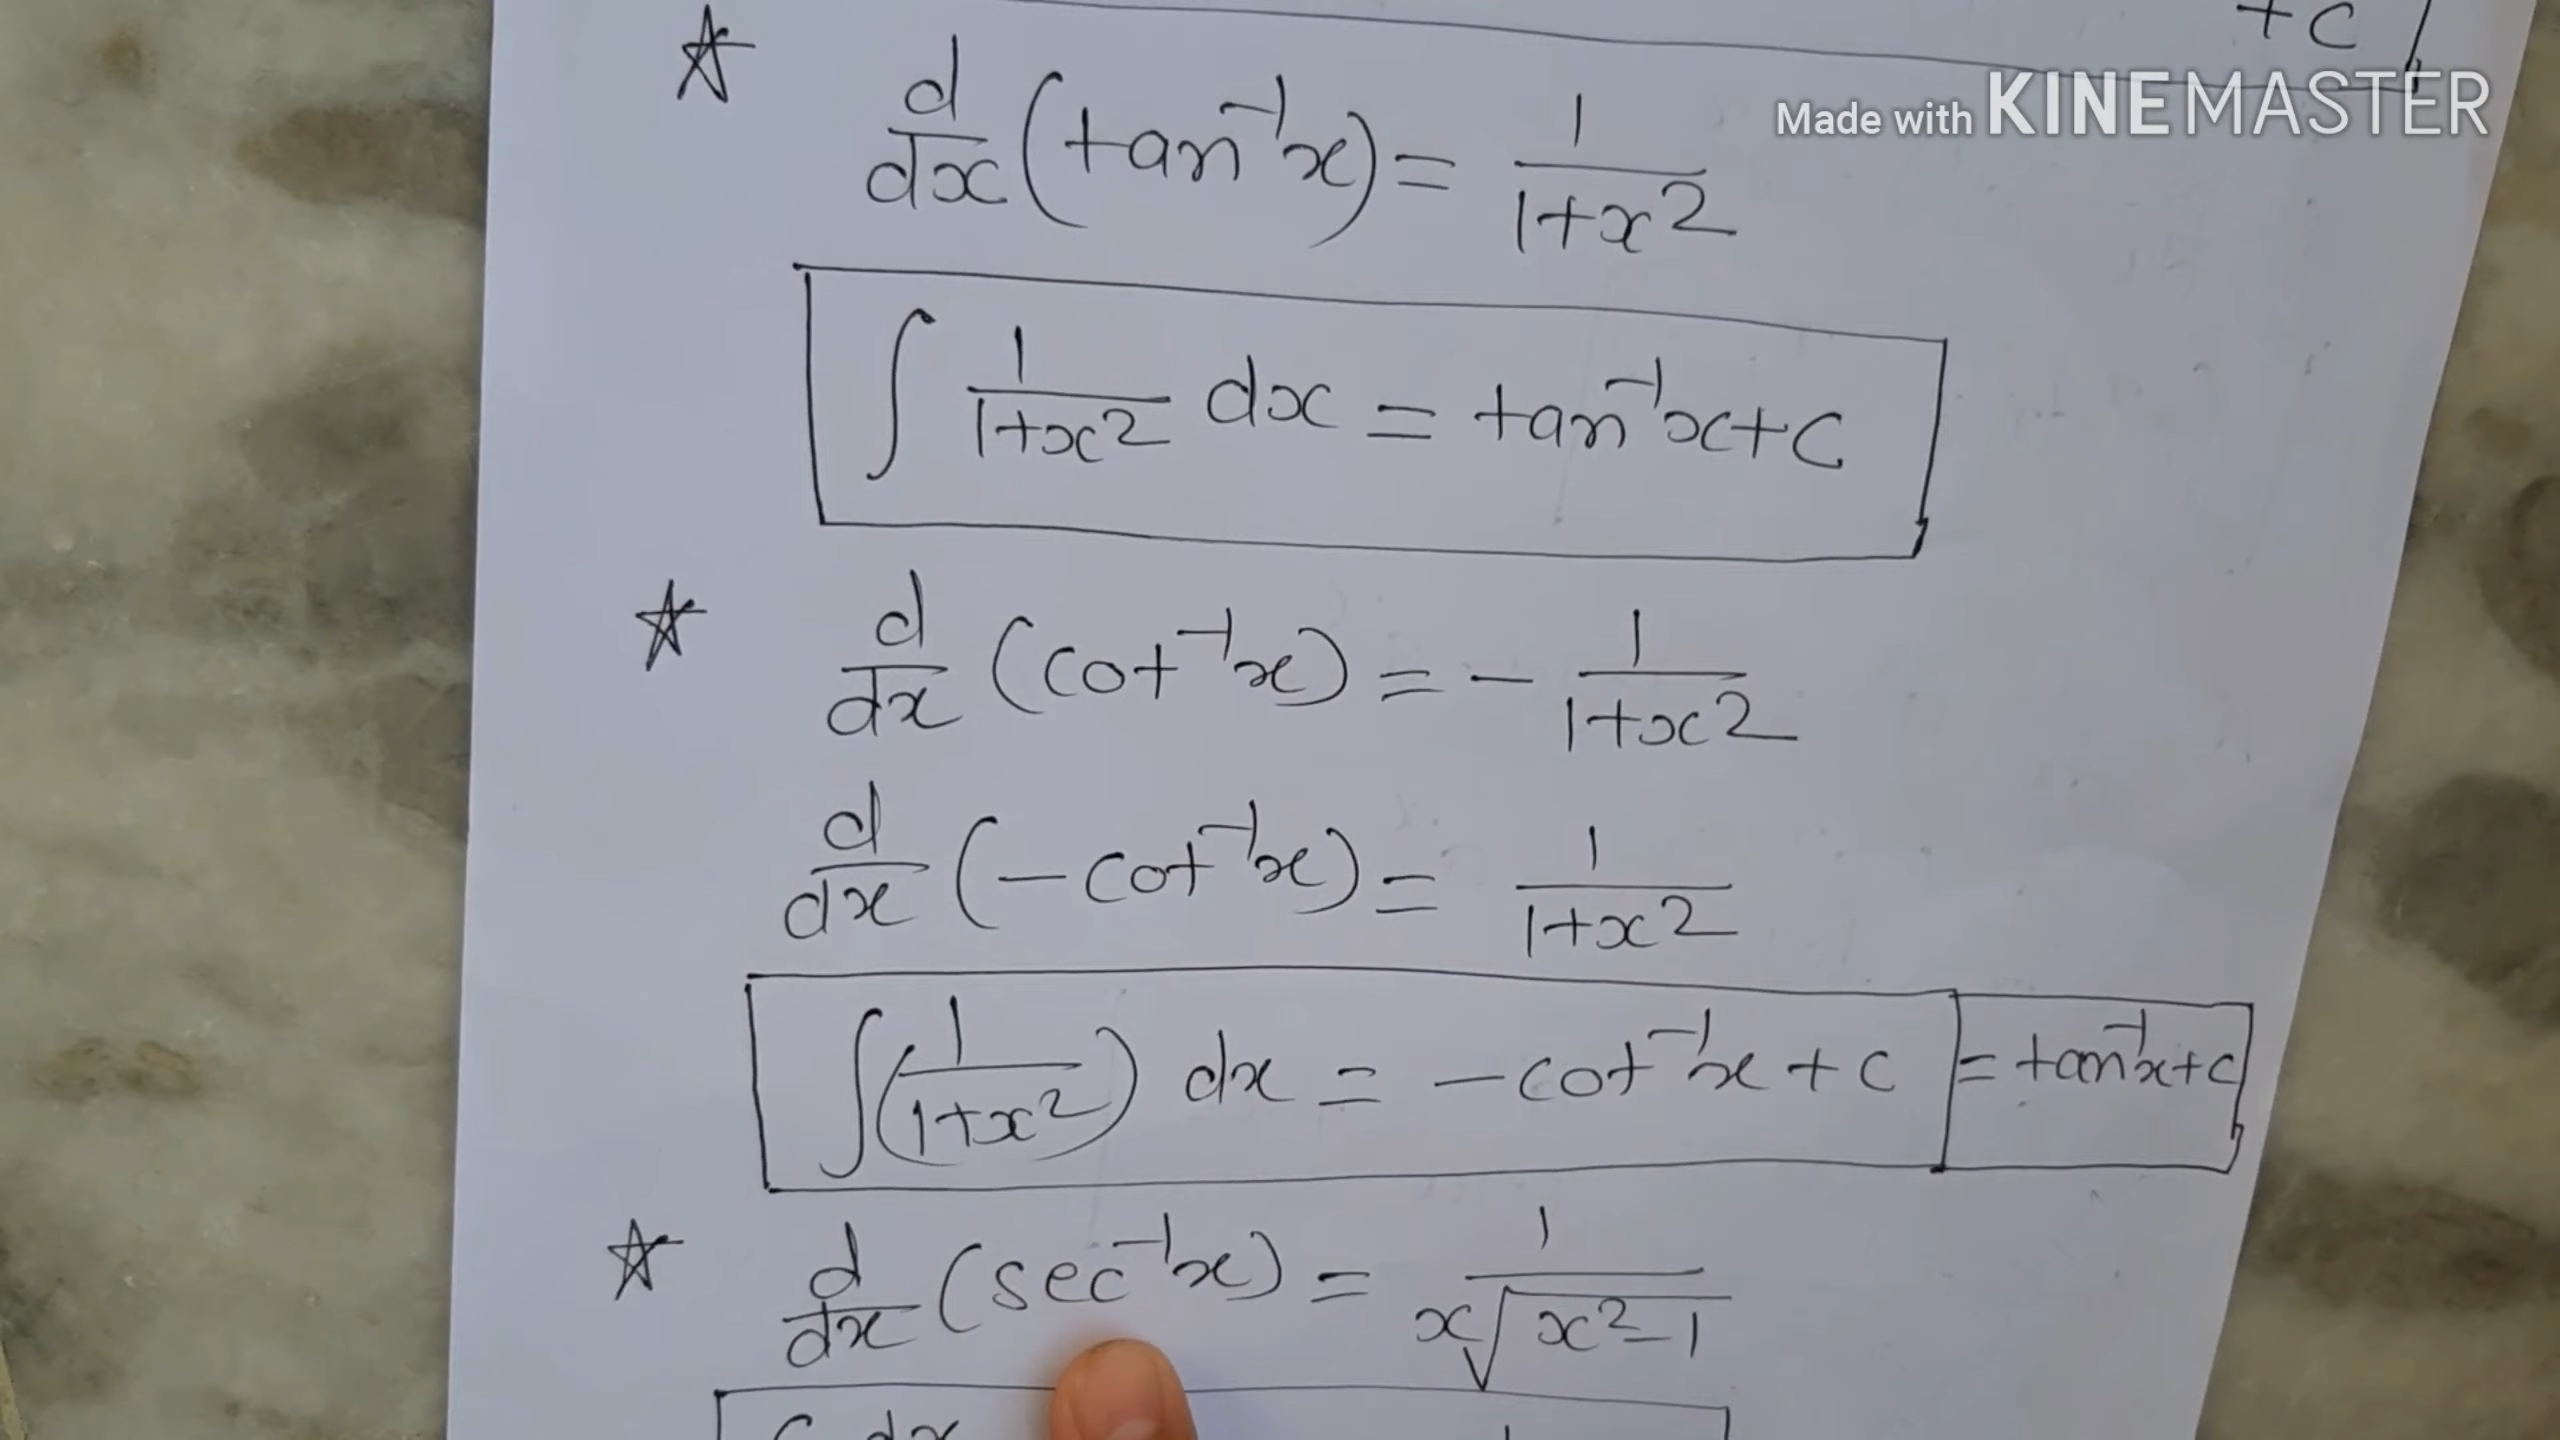 +c
Made with KINEMASTER
☆ d/dx (tan⁻¹x) = 1/(1+x²)
∫ 1/(1+x²) dx = tan⁻¹x+c
☆ d/dx (cot⁻¹x) = - 1/(1+x²)
d/dx (-cot⁻¹x) = 1/(1+x²)
∫(1/(1+x²)) dx = -cot⁻¹x + c = tan⁻¹x+c
☆ d/dx (sec⁻¹x) = 1/(x√(x²-1))